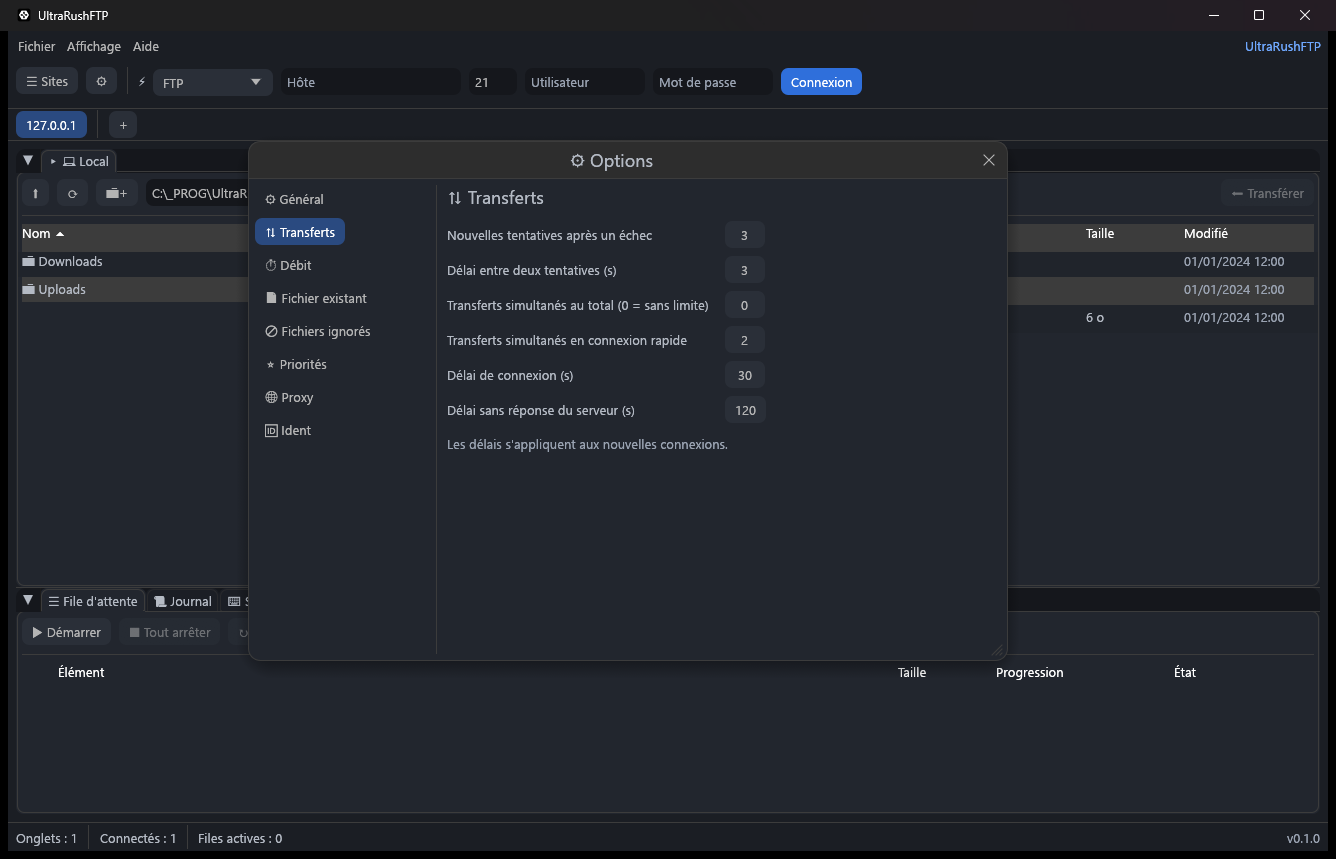 UltraRushFTP
Fichier Affichage Aide UltraRushFTP
Sites FTP Hôte 21 Utilisateur Mot de passe Connexion
127.0.0.1 +
Local
Options
C:\_PROG\UltraR
Transférer
Nom Taille Modifié
Downloads 01/01/2024 12:00
Uploads 01/01/2024 12:00
6 o 01/01/2024 12:00
Général
Transferts
Débit
Fichier existant
Fichiers ignorés
Priorités
Proxy
ID Ident
Transferts
Nouvelles tentatives après un échec 3
Délai entre deux tentatives (s) 3
Transferts simultanés au total (0 = sans limite) 0
Transferts simultanés en connexion rapide 2
Délai de connexion (s) 30
Délai sans réponse du serveur (s) 120
Les délais s'appliquent aux nouvelles connexions.
File d'attente Journal
Démarrer Tout arrêter
Élément Taille Progression État
Onglets : 1 Connectés : 1 Files actives : 0 v0.1.0